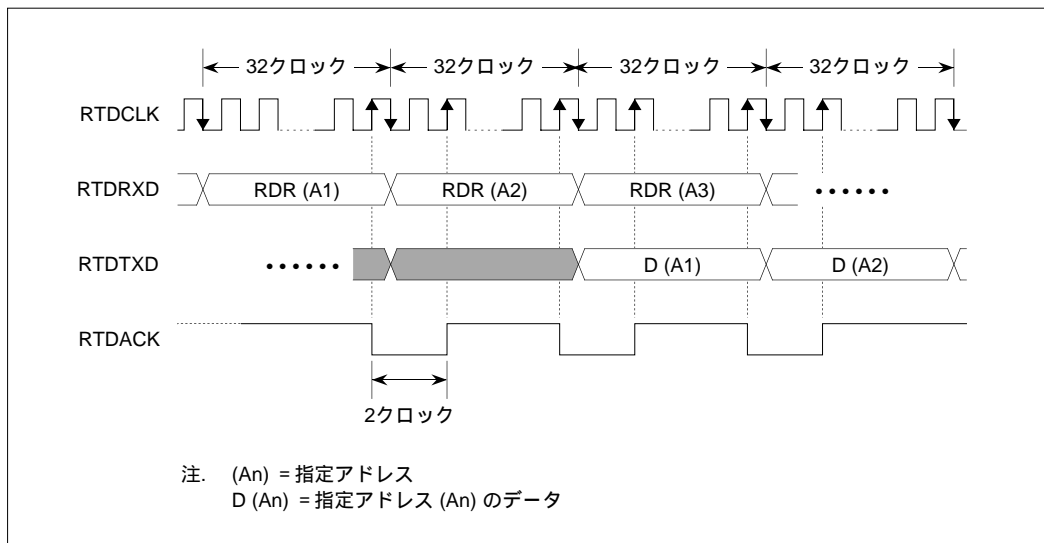 32クロック 32クロック 32クロック 32クロック
RTDCLK
RTDRXD RDR (A1) RDR (A2) RDR (A3) ••••••
RTDTXD •••••• D (A1) D (A2)
RTDACK
2クロック
注. (An) = 指定アドレス
D (An) = 指定アドレス (An) のデータ